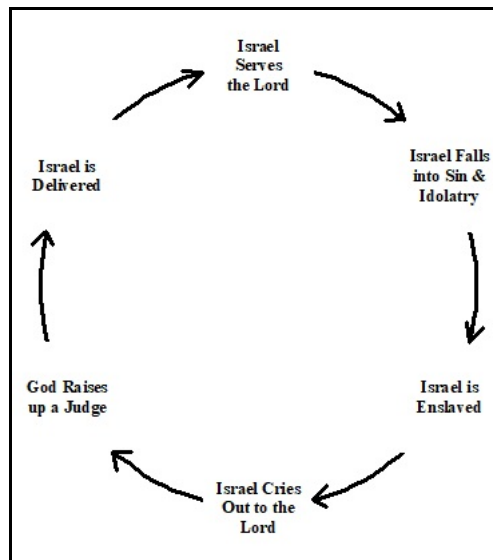 Israel
Serves
the Lord
Israel Falls
into Sin &
Idolatry
Israel is
Enslaved
Israel Cries
Out to the
Lord
God Raises
up a Judge
Israel is
Delivered